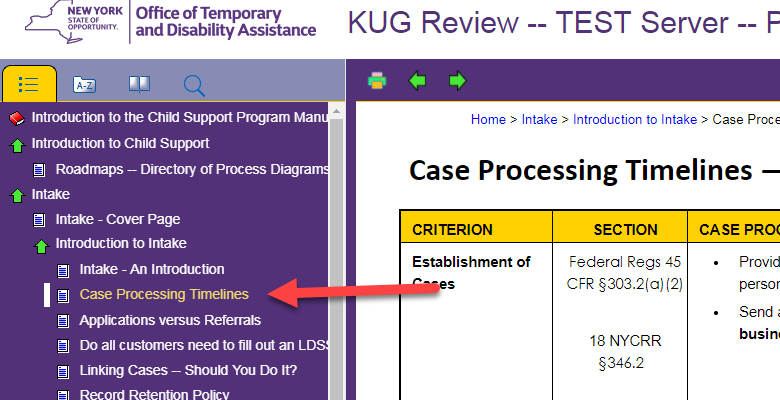 NEW YORK
STATE OF
OPPORTUNITY.
Office of Temporary
and Disability Assistance
KUG Review -- TEST Server -- P
A-Z
Introduction to the Child Support Program Manu
Introduction to Child Support
Roadmaps -- Directory of Process Diagrams
Intake
Intake - Cover Page
Introduction to Intake
Intake - An Introduction
Case Processing Timelines
Applications versus Referrals
Do all customers need to fill out an LDSS
Linking Cases -- Should You Do It?
Record Retention Policy
Home > Intake > Introduction to Intake > Case Proce
Case Processing Timelines —
CRITERION SECTION CASE PROC
Establishment of
Cases
Federal Regs 45
CFR §303.2(a)(2)
18 NYCRR
§346.2
• Provid
person
• Send a
busine